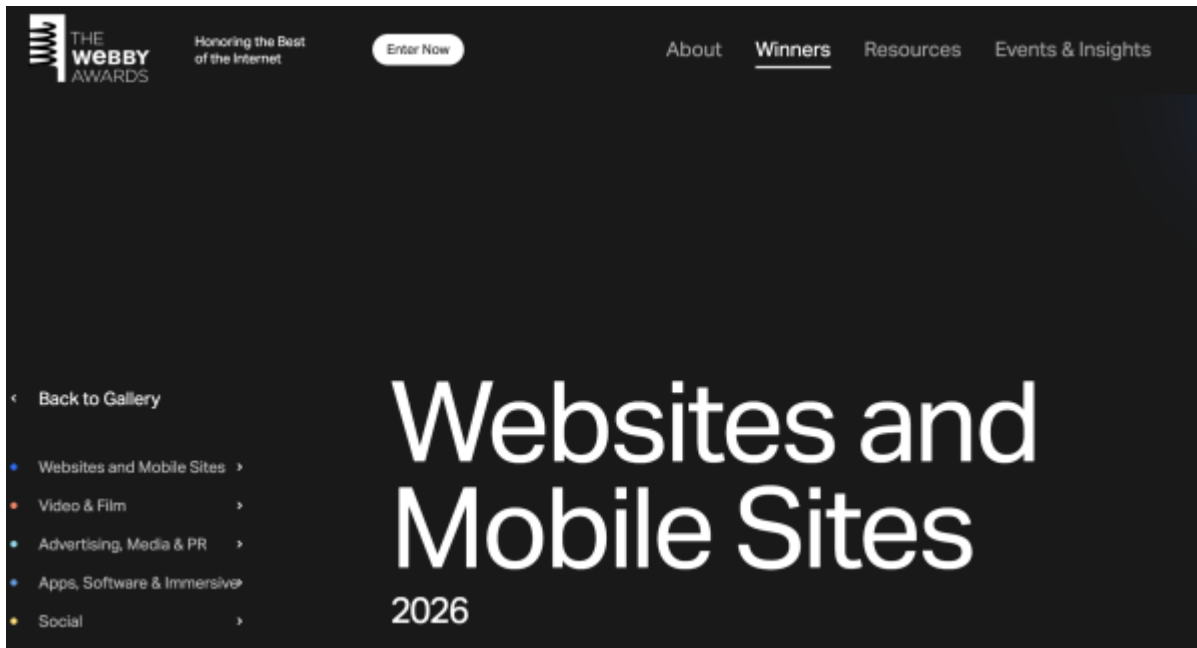 THE
WEBBY
AWARDS
Honoring the Best
of the Internet
Enter Now
About
Winners
Resources
Events & Insights
Back to Gallery
Websites and Mobile Sites
Video & Film
Advertising, Media & PR
Apps, Software & Immersive
Social
Websites and
Mobile Sites
2026